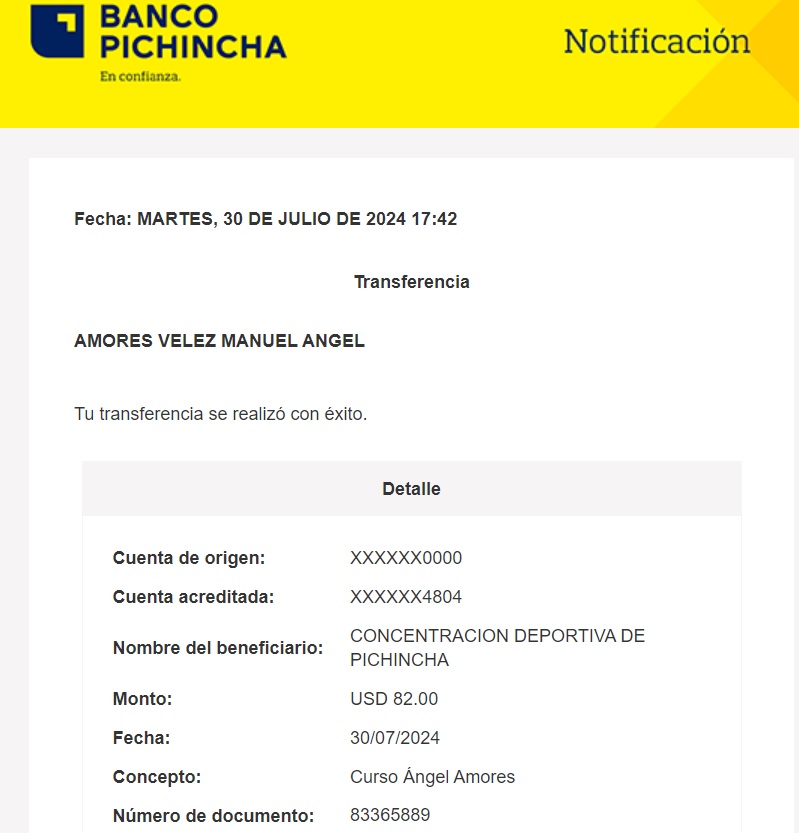 BANCO
PICHINCHA
En confianza.
Notificación
Fecha: MARTES, 30 DE JULIO DE 2024 17:42
Transferencia
AMORES VELEZ MANUEL ANGEL
Tu transferencia se realizó con éxito.
Detalle
Cuenta de origen: XXXXXX0000
Cuenta acreditada: XXXXXX4804
Nombre del beneficiario: CONCENTRACION DEPORTIVA DE
PICHINCHA
Monto: USD 82.00
Fecha: 30/07/2024
Concepto: Curso Ángel Amores
Número de documento: 83365889